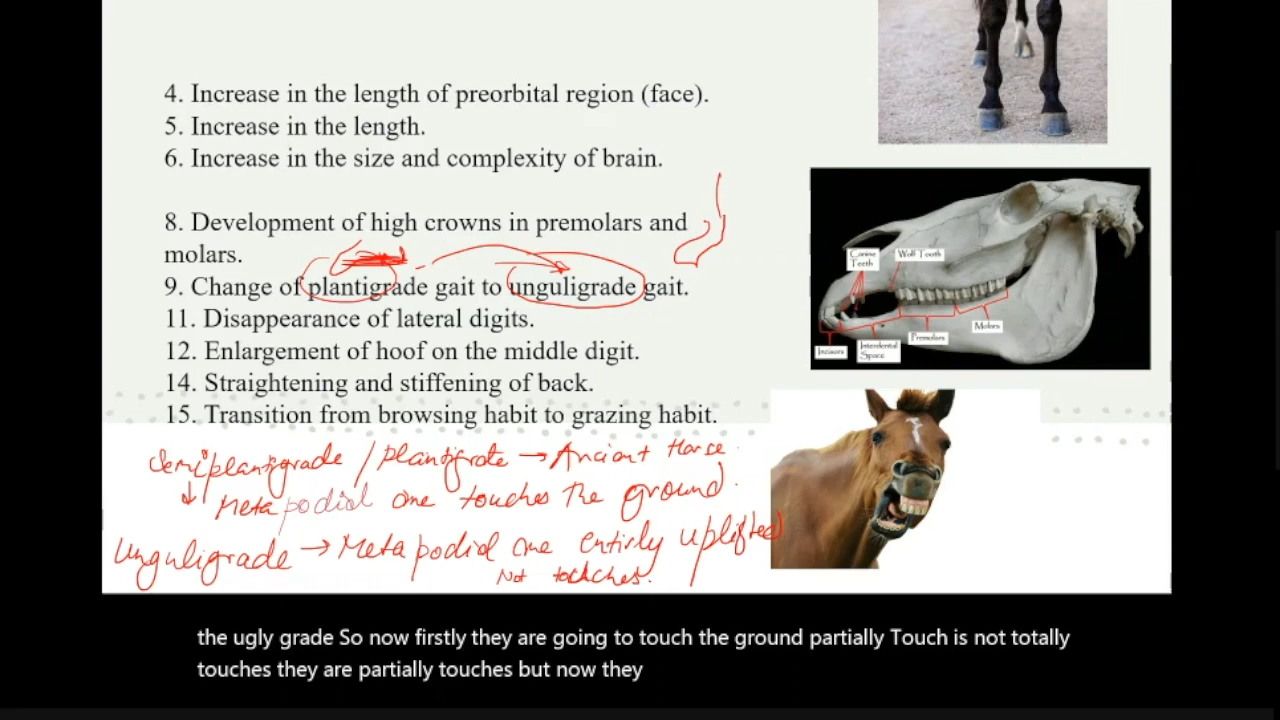 4. Increase in the length of preorbital region (face).
5. Increase in the length.
6. Increase in the size and complexity of brain.
8. Development of high crowns in premolars and
molars.
9. Change of plantigrade gait to unguligrade gait.
11. Disappearance of lateral digits.
12. Enlargement of hoof on the middle digit.
14. Straightening and stiffening of back.
15. Transition from browsing habit to grazing habit.
Semiplantigrade / plantigrate → Ancient Horse
↓ Metapodial one touches the ground.
Unguligrade → Metapodial one entirly uplifted
Not touches.
Canine
Teeth
Wolf Tooth
Incisors
Interdental
Space
Premolars
Molars
the ugly grade So now firstly they are going to touch the ground partially Touch is not totally
touches they are partially touches but now they